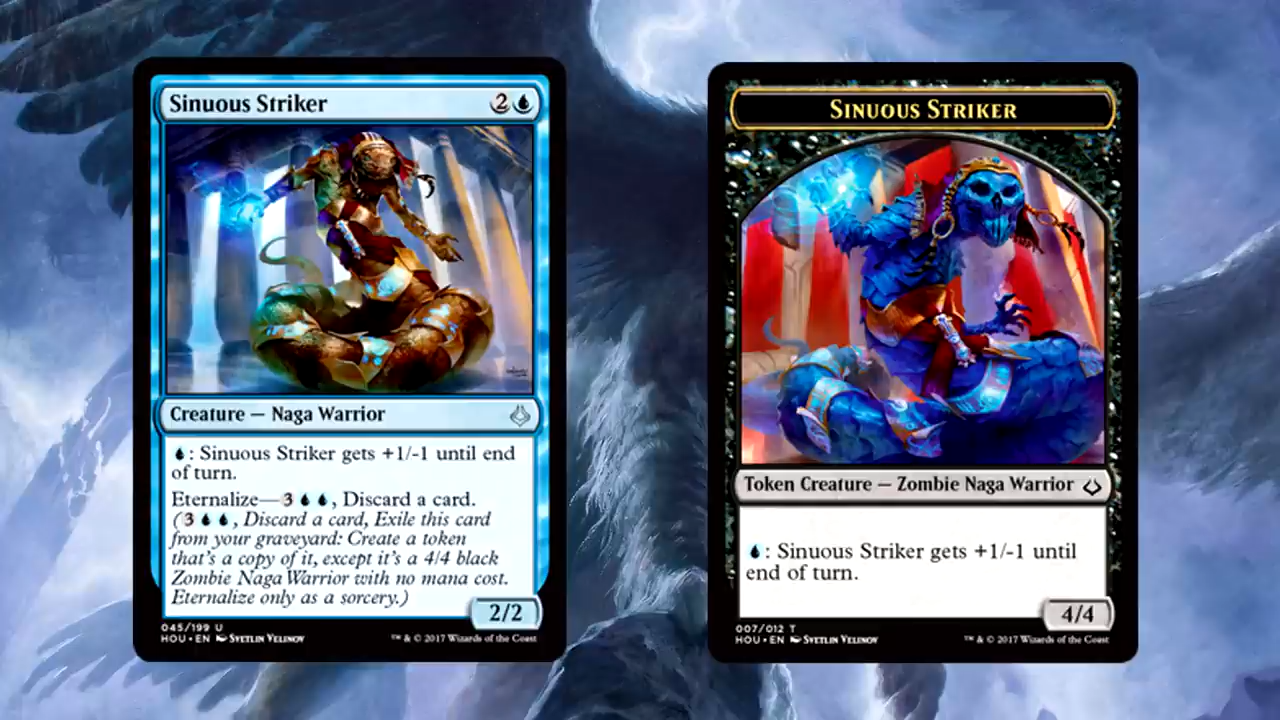 Sinuous Striker 2
: Sinuous Striker gets +1/-1 until end
of turn.
Eternalize—3, Discard a card.
(3, Discard a card, Exile this card
from your graveyard: Create a token
that's a copy of it, except it's a 4/4 black
Zombie Naga Warrior with no mana cost.
Eternalize only as a sorcery.)
Creature — Naga Warrior
2/2
045/199 U
HOU • EN Svetlin Velinov
™ & © 2017 Wizards of the Coast
Sinuous Striker
Token Creature — Zombie Naga Warrior
: Sinuous Striker gets +1/-1 until
end of turn.
4/4
007/012 T
HOU • EN Svetlin Velinov
™ & © 2017 Wizards of the Coast